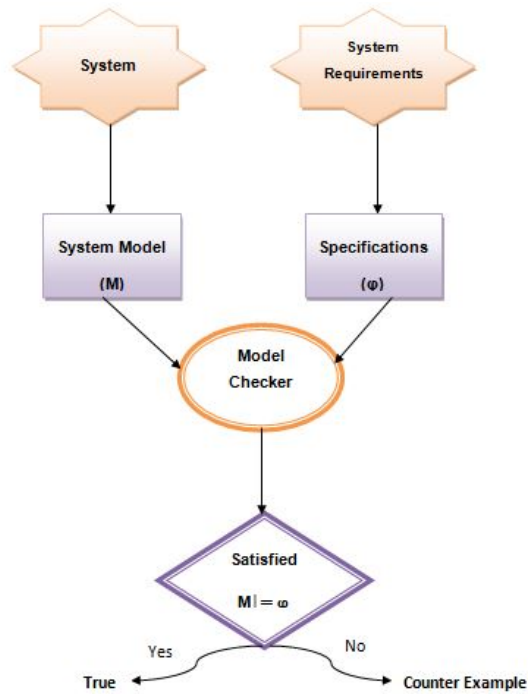 System
System
Requirements
System Model
(M)
Specifications
(φ)
Model
Checker
Satisfied
M|=φ
Yes
No
True
Counter Example